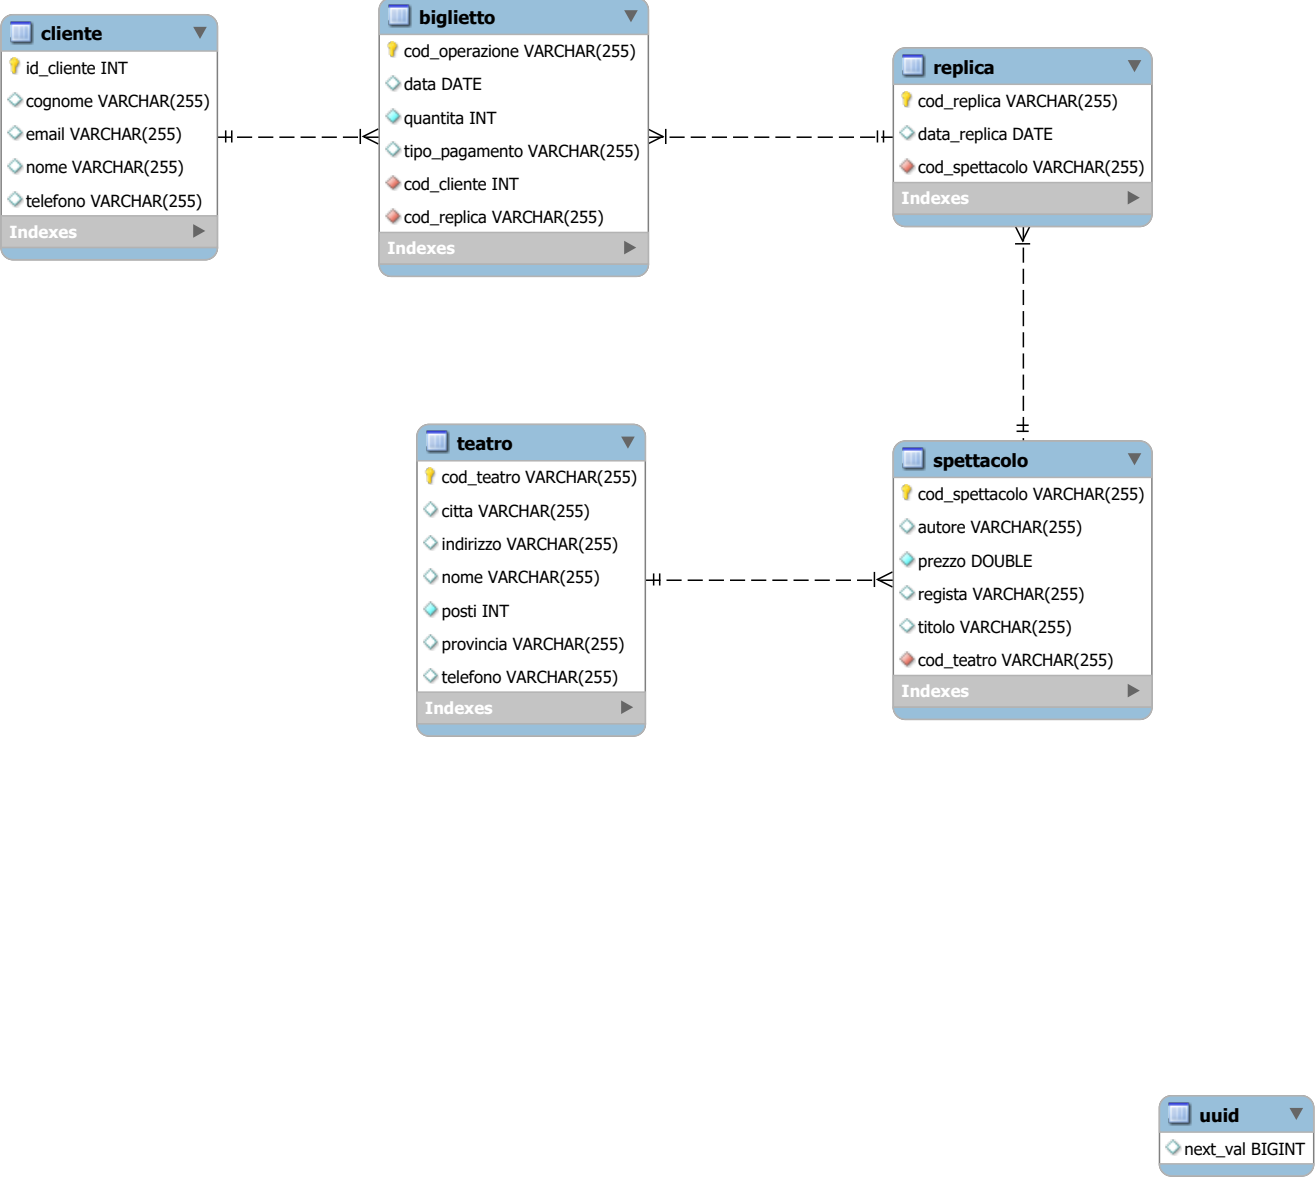 cliente
id_cliente INT
cognome VARCHAR(255)
email VARCHAR(255)
nome VARCHAR(255)
telefono VARCHAR(255)
Indexes
biglietto
cod_operazione VARCHAR(255)
data DATE
quantita INT
tipo_pagamento VARCHAR(255)
cod_cliente INT
cod_replica VARCHAR(255)
Indexes
replica
cod_replica VARCHAR(255)
data_replica DATE
cod_spettacolo VARCHAR(255)
Indexes
teatro
cod_teatro VARCHAR(255)
citta VARCHAR(255)
indirizzo VARCHAR(255)
nome VARCHAR(255)
posti INT
provincia VARCHAR(255)
telefono VARCHAR(255)
Indexes
spettacolo
cod_spettacolo VARCHAR(255)
autore VARCHAR(255)
prezzo DOUBLE
regista VARCHAR(255)
titolo VARCHAR(255)
cod_teatro VARCHAR(255)
Indexes
uuid
next_val BIGINT